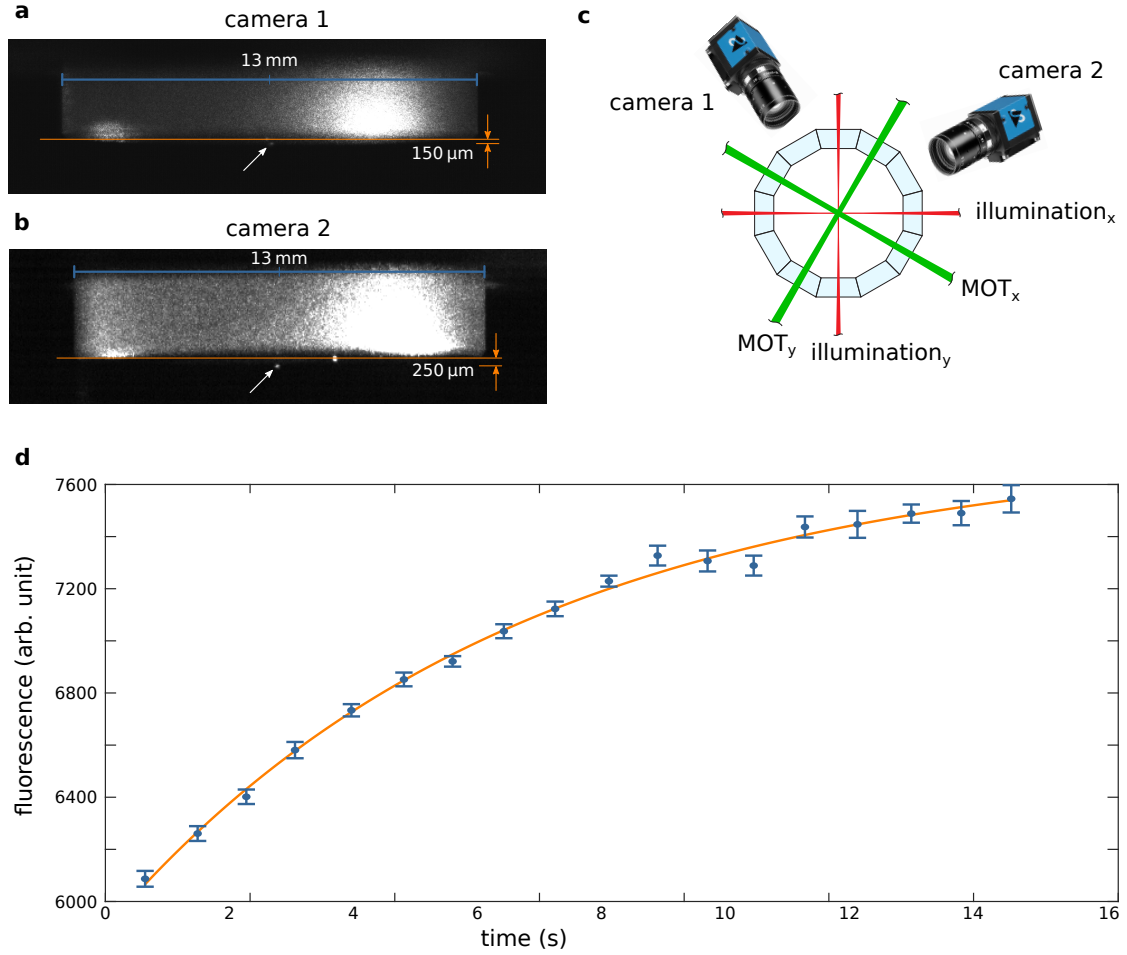 a
camera 1
13 mm
150 µm
b
camera 2
13 mm
250 µm
c
camera 1
camera 2
illuminationx
MOTx
MOTy
illuminationy
d
7600
7200
6800
6400
6000
fluorescence (arb. unit)
0 2 4 6 8 10 12 14 16
time (s)